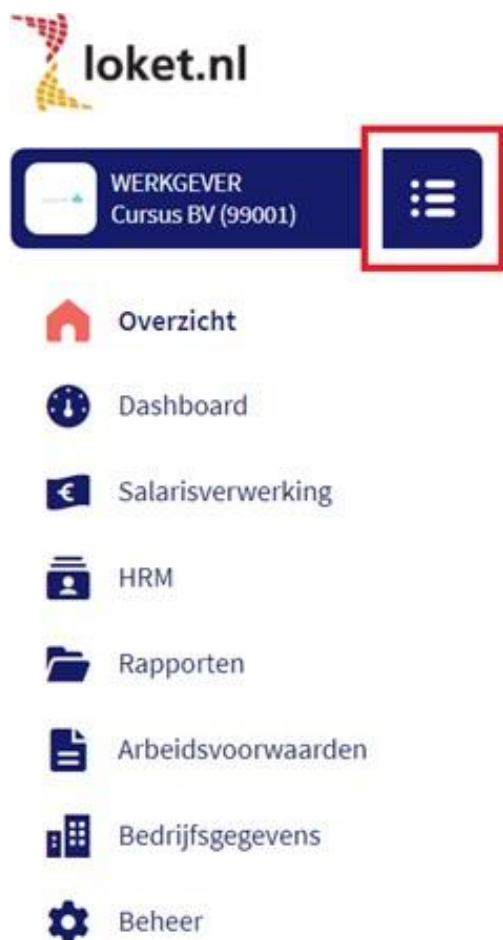 loket.nl
WERKGEVER
Cursus BV (99001)
Overzicht
Dashboard
Salarisverwerking
HRM
Rapporten
Arbeidsvoorwaarden
Bedrijfsgegevens
Beheer